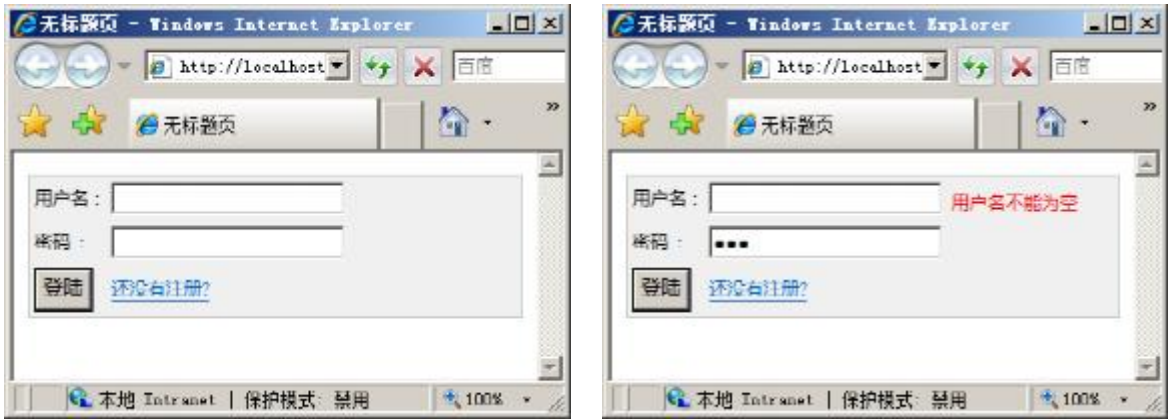 无标题页 - Windows Internet Explorer
http://localhost
百度
无标题页
»
用户名：
密码：
登陆
还没有注册?
本地 Intranet | 保护模式: 禁用
100%
无标题页 - Windows Internet Explorer
http://localhost
百度
无标题页
»
用户名： 用户名不能为空
密码： •••
登陆
还没有注册?
本地 Intranet | 保护模式: 禁用
100%